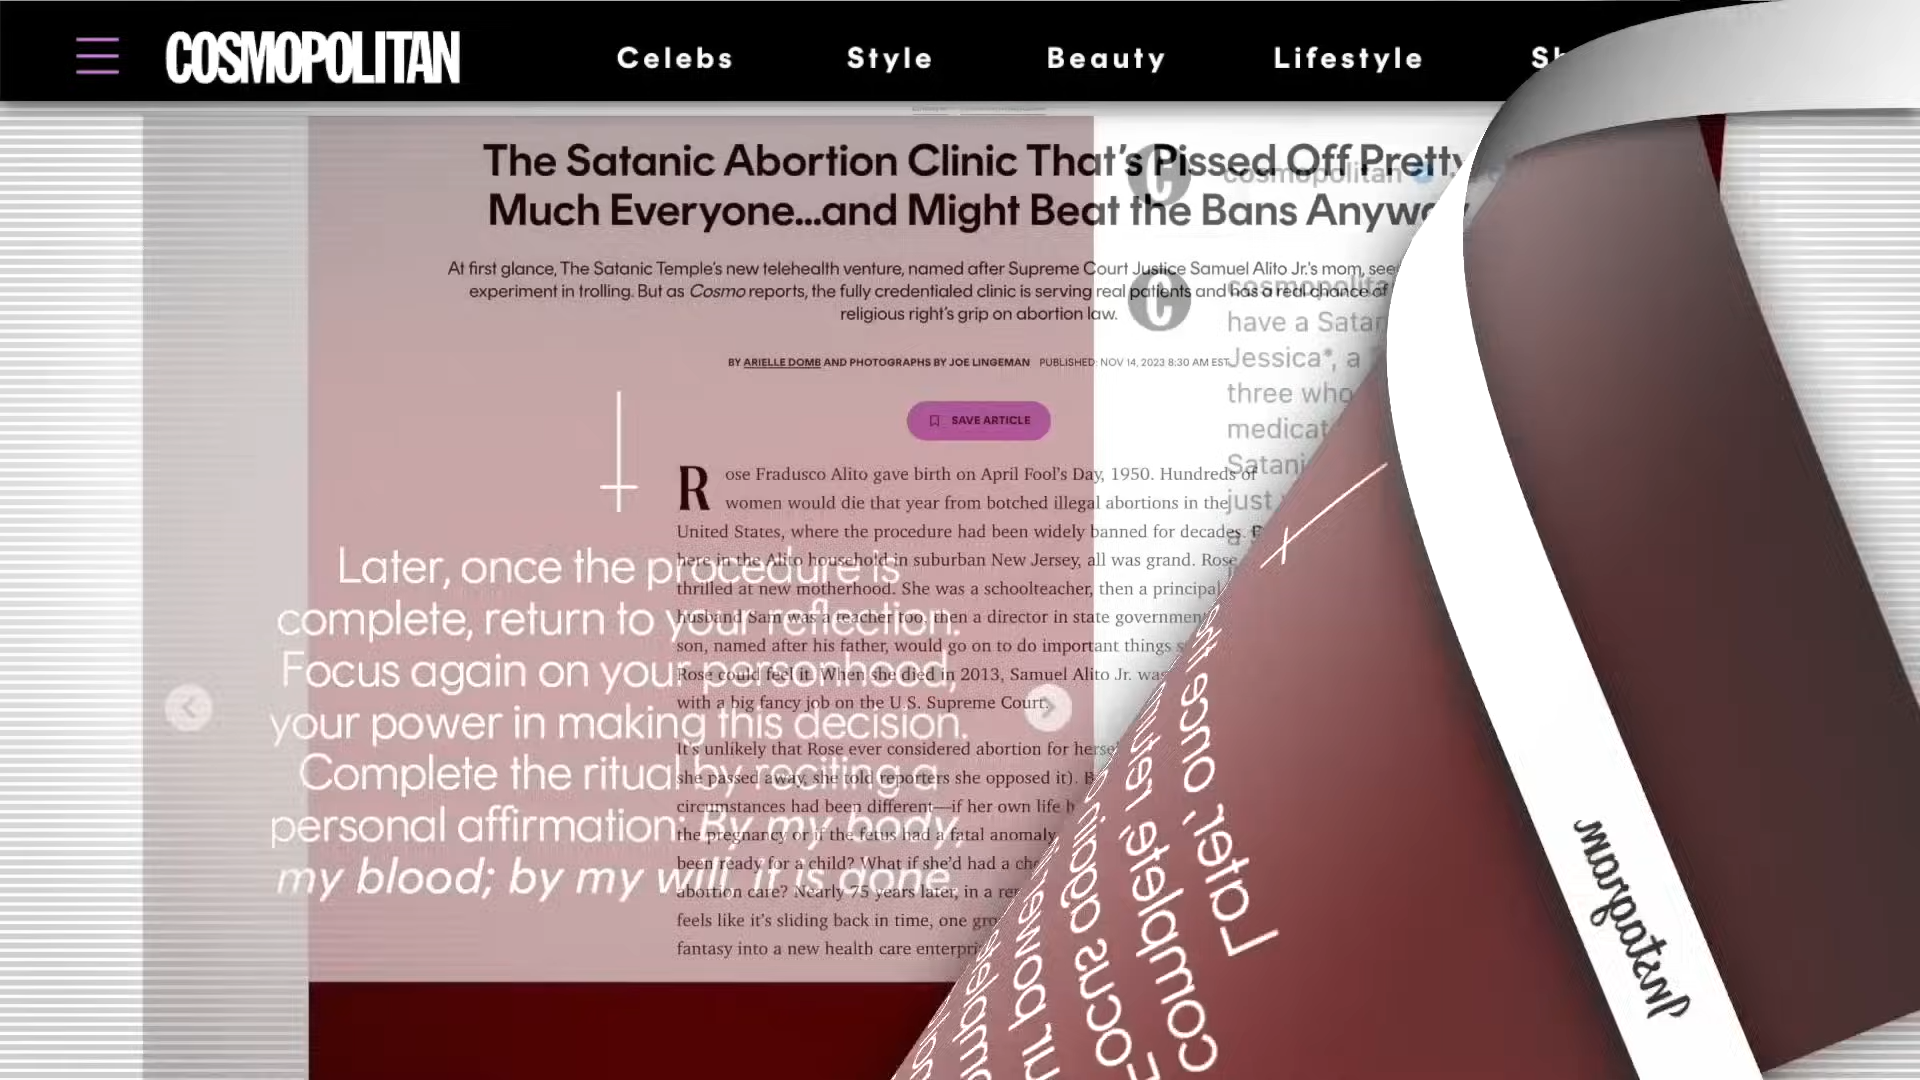 COSMOPOLITAN
Celebs Style Beauty Lifestyle
The Satanic Abortion Clinic That's Pissed Off Pretty
Much Everyone...and Might Beat the Bans Anyway
At first glance, The Satanic Temple's new telehealth venture, named after Supreme Court Justice Samuel Alito Jr.'s mom,
experiment in trolling. But as Cosmo reports, the fully credentialed clinic is serving real patients and has a real chance of
religious right's grip on abortion law.
BY ARIELLE DOMB AND PHOTOGRAPHS BY JOE LINGEMAN PUBLISHED: NOV 14, 2023 8:30 AM EST
SAVE ARTICLE
Rose Fradusco Alito gave birth on April Fool's Day, 1950. Hundreds of
women would die that year from botched illegal abortions in the
United States, where the procedure had been widely banned for decades.
here in the Alito household in suburban New Jersey, all was grand. Rose
thrilled at new motherhood. She was a schoolteacher, then a principal
husband Sam was a teacher too, then a director in state
son, named after his father, would go on to do important things
Rose could feel it. When she died in 2013, Samuel Alito Jr. was
with a big fancy job on the U.S. Supreme Court.
It's unlikely that Rose ever considered abortion for
she passed away, she told reporters she opposed it).
circumstances had been different—if her own life
the pregnancy or if the fetus had a fatal anomaly
been ready for a child? What if she'd had a
abortion care? Nearly 75 years later, in a
feels like it's sliding back in time, one
fantasy into a new health care
Later, once the procedure is
complete, return to your reflection.
Focus again on your personhood,
your power in making this decision.
Complete the ritual by reciting a
personal affirmation: By my body,
my blood; by my will, it is done.
cosmopolitan
cosmopolitan
have a
Jessica*, a
three who
just
Later, once
complete,
Focus again
Instagram